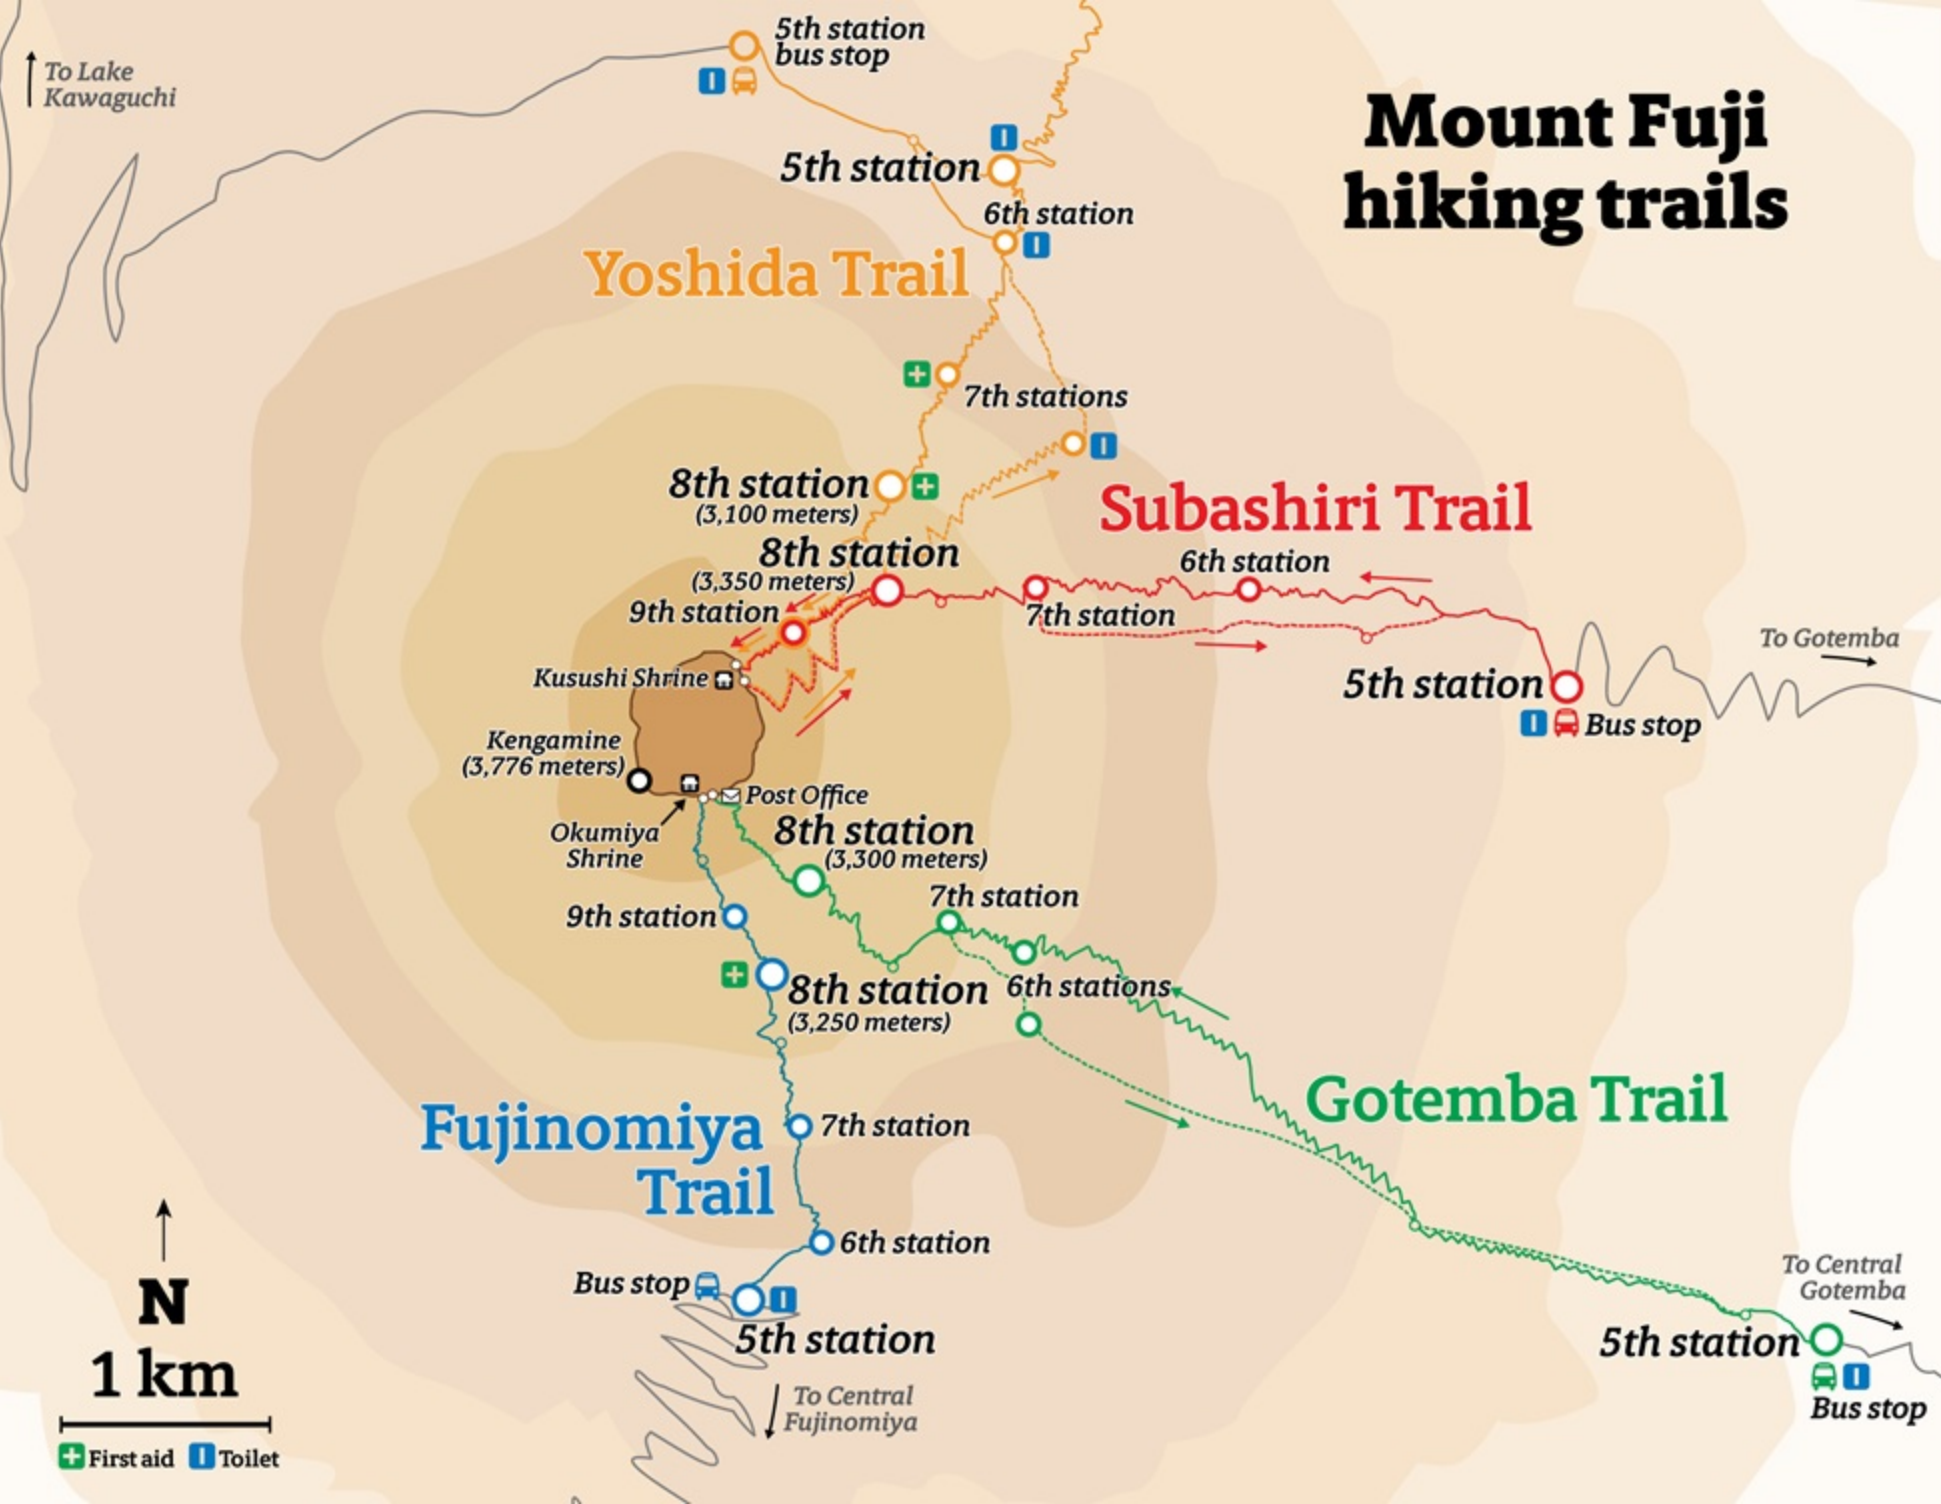 Mount Fuji
hiking trails
To Lake
Kawaguchi
5th station
bus stop
5th station
6th station
Yoshida Trail
7th stations
8th station
(3,100 meters)
Subashiri Trail
8th station
(3,350 meters)
9th station
6th station
7th station
To Gotemba
5th station
Bus stop
Kusushi Shrine
Kengamine
(3,776 meters)
Post Office
Okumiya
Shrine
8th station
(3,300 meters)
7th station
9th station
6th stations
8th station
(3,250 meters)
Gotemba Trail
Fujinomiya
Trail
7th station
6th station
Bus stop
5th station
To Central
Gotemba
5th station
Bus stop
To Central
Fujinomiya
N
1 km
First aid
Toilet